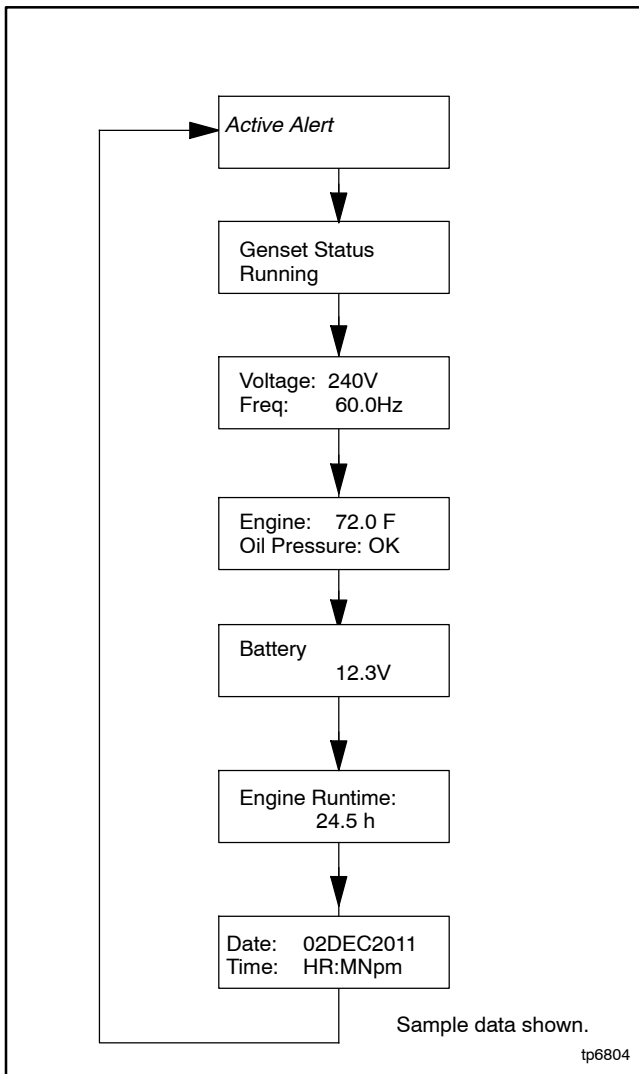 Active Alert
Genset Status
Running
Voltage: 240V
Freq: 60.0Hz
Engine: 72.0 F
Oil Pressure: OK
Battery
12.3V
Engine Runtime:
24.5 h
Date: 02DEC2011
Time: HR:MNpm
Sample data shown.
tp6804